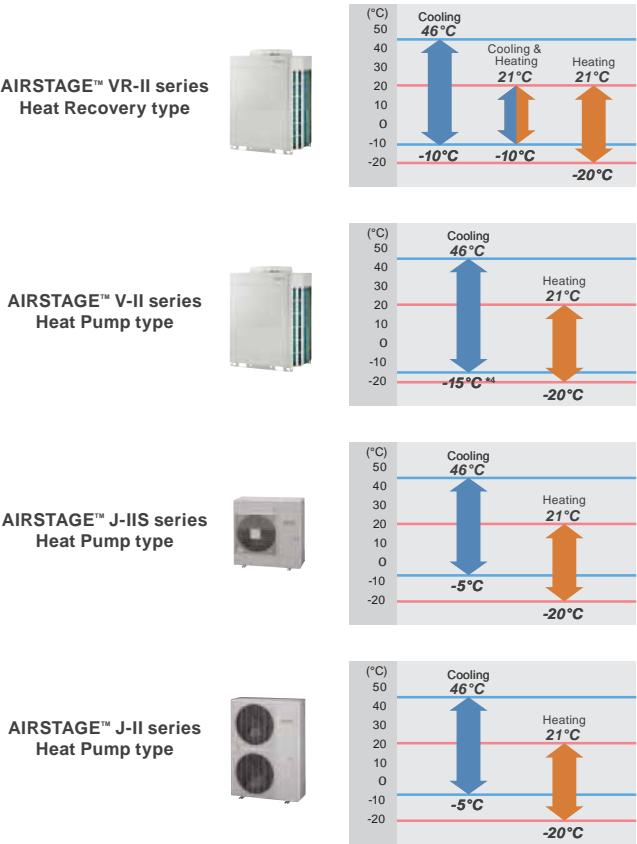 AIRSTAGE™ VR-II series
Heat Recovery type
(°C)
50
40
30
20
10
0
-10
-20
Cooling
46°C
-10°C
Cooling &
Heating
21°C
-10°C
Heating
21°C
-20°C
AIRSTAGE™ V-II series
Heat Pump type
(°C)
50
40
30
20
10
0
-10
-20
Cooling
46°C
-15°C *4
Heating
21°C
-20°C
AIRSTAGE™ J-IIS series
Heat Pump type
(°C)
50
40
30
20
10
0
-10
-20
Cooling
46°C
-5°C
Heating
21°C
-20°C
AIRSTAGE™ J-II series
Heat Pump type
(°C)
50
40
30
20
10
0
-10
-20
Cooling
46°C
-5°C
Heating
21°C
-20°C